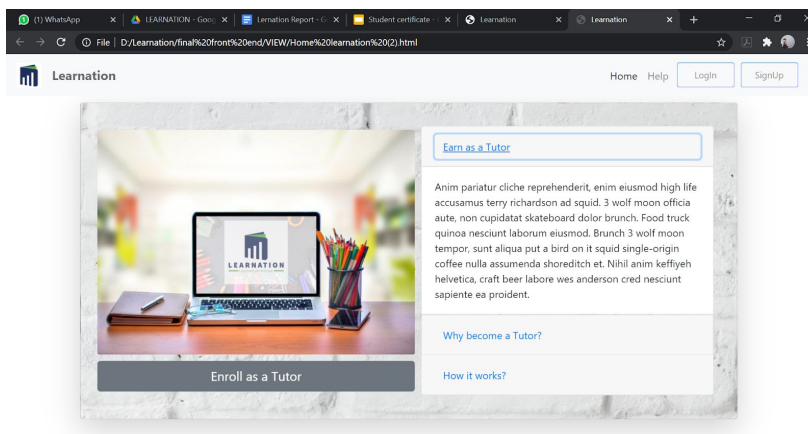 (1) WhatsApp
LEARNATION - Goog
Lernation Report - G
Student certificate -
Learnation
Learnation
File | D:/Learnation/final%20front%20end/VIEW/Home%20learnation%20(2).html
Learnation
Home
Help
LogIn
SignUp
LEARNATION
Enroll as a Tutor
Earn as a Tutor
Anim pariatur cliche reprehenderit, enim eiusmod high life
accusamus terry richardson ad squid. 3 wolf moon officia
aute, non cupidatat skateboard dolor brunch. Food truck
quinoa nesciunt laborum eiusmod. Brunch 3 wolf moon
tempor, sunt aliqua put a bird on it squid single-origin
coffee nulla assumenda shoreditch et. Nihil anim keffiyeh
helvetica, craft beer labore wes anderson cred nesciunt
sapiente ea proident.
Why become a Tutor?
How it works?